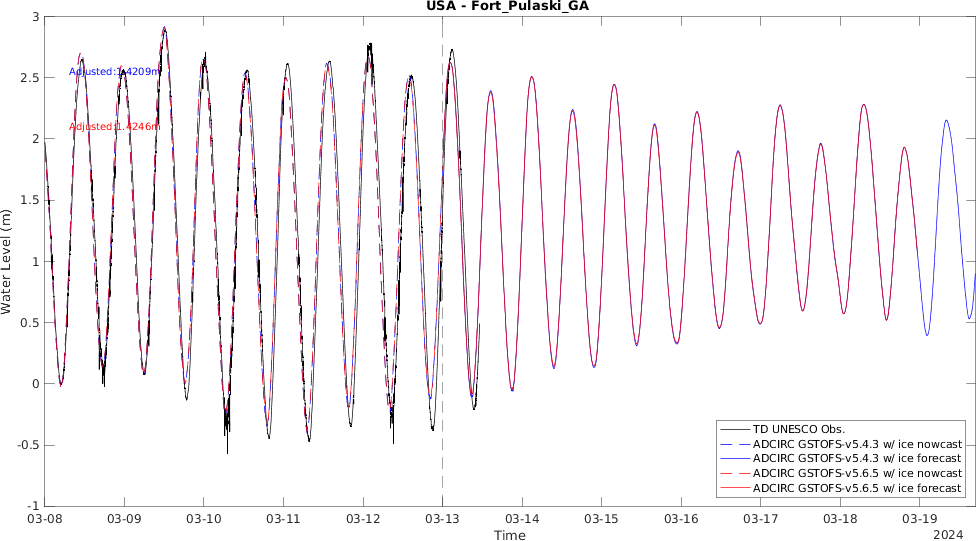 USA - Fort_Pulaski_GA
3
2.5
2
1.5
1
0.5
0
-0.5
-1
Water Level (m)
Adjusted:1.4209m
Adjusted:1.4246m
TD UNESCO Obs.
ADCIRC GSTOFS-v5.4.3 w/ ice nowcast
ADCIRC GSTOFS-v5.4.3 w/ ice forecast
ADCIRC GSTOFS-v5.6.5 w/ ice nowcast
ADCIRC GSTOFS-v5.6.5 w/ ice forecast
03-08 03-09 03-10 03-11 03-12 03-13 03-14 03-15 03-16 03-17 03-18 03-19
Time
2024